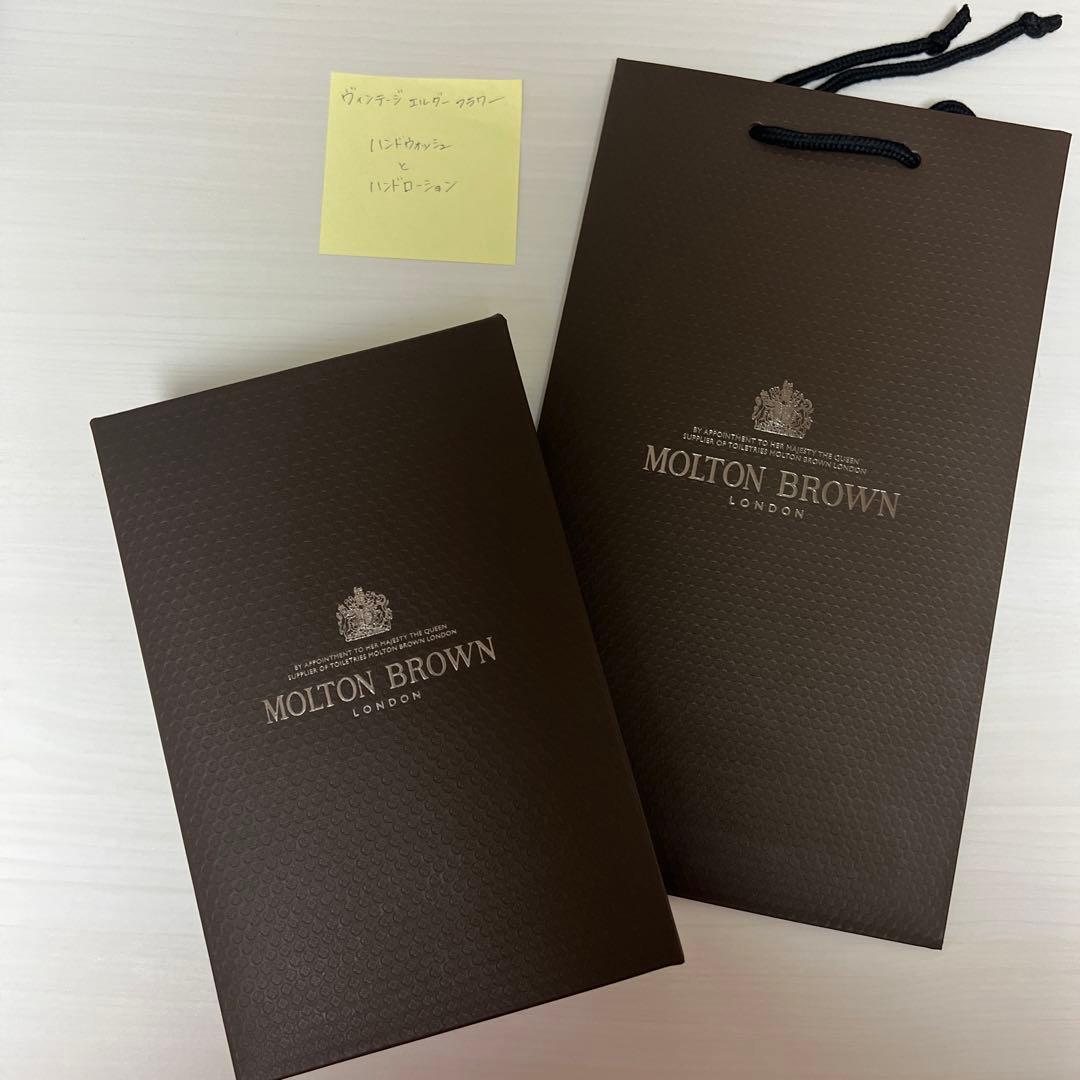 ヴィンテージ エルダー フラワー
ハンドウォッシュ
と
ハンドローション
BY APPOINTMENT TO HER MAJESTY THE QUEEN
SUPPLIER OF TOILETRIES MOLTON BROWN LONDON
MOLTON BROWN
LONDON
BY APPOINTMENT TO HER MAJESTY THE QUEEN
SUPPLIER OF TOILETRIES MOLTON BROWN LONDON
MOLTON BROWN
LONDON